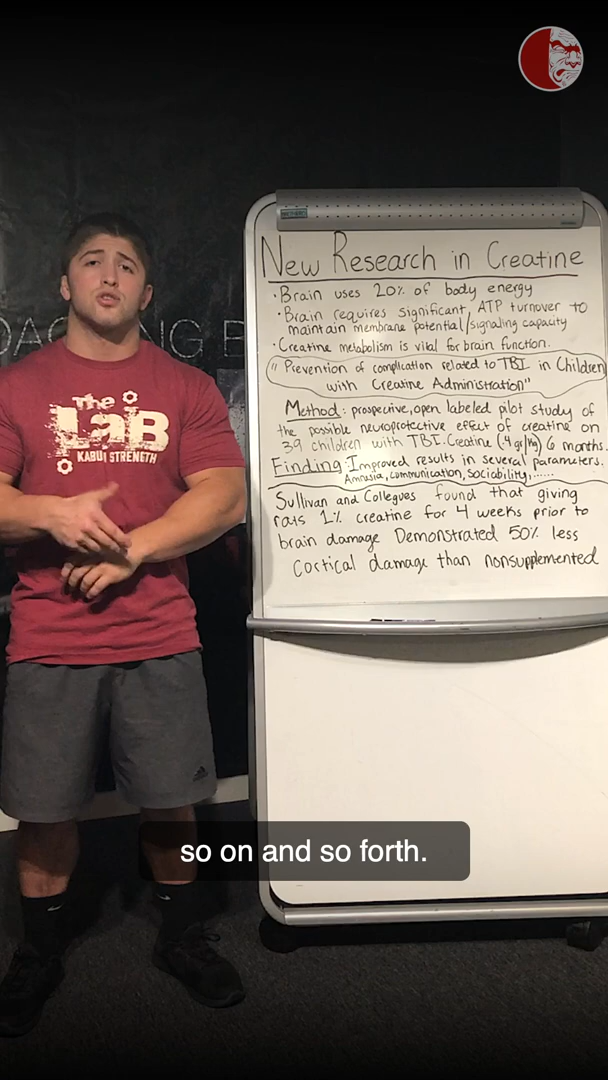 New Research in Creatine
• Brain uses 20% of body energy
• Brain requires significant ATP turnover to
maintain membrane potential/signaling capacity
• Creatine metabolism is vital for brain function.
"Prevention of complication related to TBI in Children
with Creatine Administration"
Method: prospecive, open labeled pilot study of
the possible neuroprotective effect of creatine on
39 children with TBI. Creatine (.4 gr/kg) 6 months.
Finding: Improved results in several parameters.
Amnusia, communication, sociability, ......
Sullivan and Collegues found that giving
rats 1% creatine for 4 weeks prior to
brain damage Demonstrated 50% less
Cortical damage than nonsupplemented
The
LaB
KABUKI STRENGTH
so on and so forth.